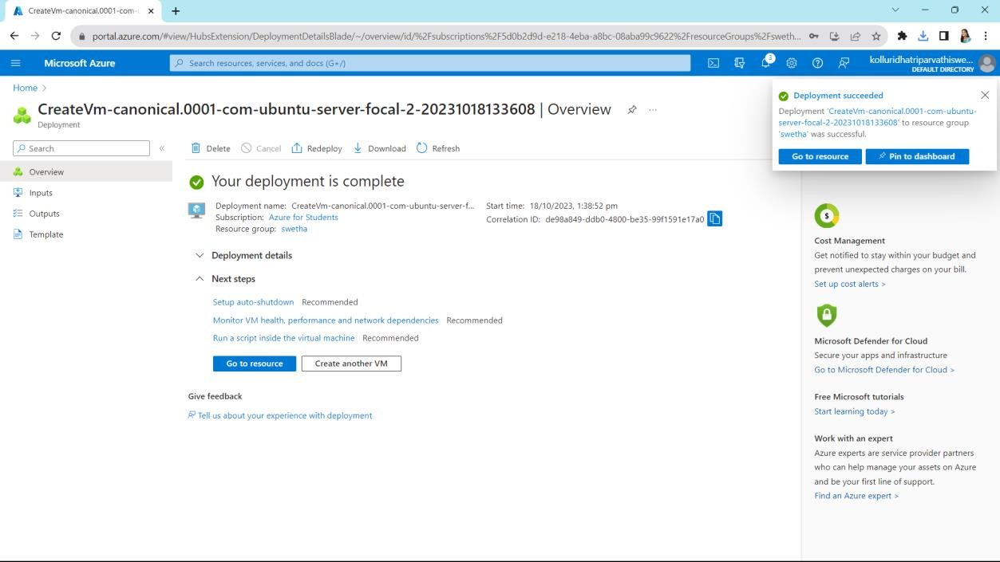 CreateVm-canonical.0001-com-
portal.azure.com/#view/HubsExtension/DeploymentDetailsBlade/~/overview/id/%2Fsubscriptions%2F5d0b2d9d-e218-4eba-a8bc-08aba99c9622%2FresourceGroups%2Fsweth...
Microsoft Azure
Search resources, services, and docs (G+/)
3
kolluridhatriparvathiswe...
DEFAULT DIRECTORY
Home >
CreateVm-canonical.0001-com-ubuntu-server-focal-2-20231018133608 | Overview
Deployment
Deployment succeeded
Deployment 'CreateVm-canonical.0001-com-ubuntu-
server-focal-2-20231018133608' to resource group
'swetha' was successful.
Go to resource
Pin to dashboard
Search
Delete
Cancel
Redeploy
Download
Refresh
Overview
Inputs
Outputs
Template
Your deployment is complete
Deployment name: CreateVm-canonical.0001-com-ubuntu-server-f...
Subscription: Azure for Students
Resource group: swetha
Start time: 18/10/2023, 1:38:52 pm
Correlation ID: de98a849-ddb0-4800-be35-99f1591e17a0
Deployment details
Next steps
Setup auto-shutdown Recommended
Monitor VM health, performance and network dependencies Recommended
Run a script inside the virtual machine Recommended
Go to resource
Create another VM
Give feedback
Tell us about your experience with deployment
$
Cost Management
Get notified to stay within your budget and
prevent unexpected charges on your bill.
Set up cost alerts >
Microsoft Defender for Cloud
Secure your apps and infrastructure
Go to Microsoft Defender for Cloud >
Free Microsoft tutorials
Start learning today >
Work with an expert
Azure experts are service provider partners
who can help manage your assets on Azure
and be your first line of support.
Find an Azure expert >